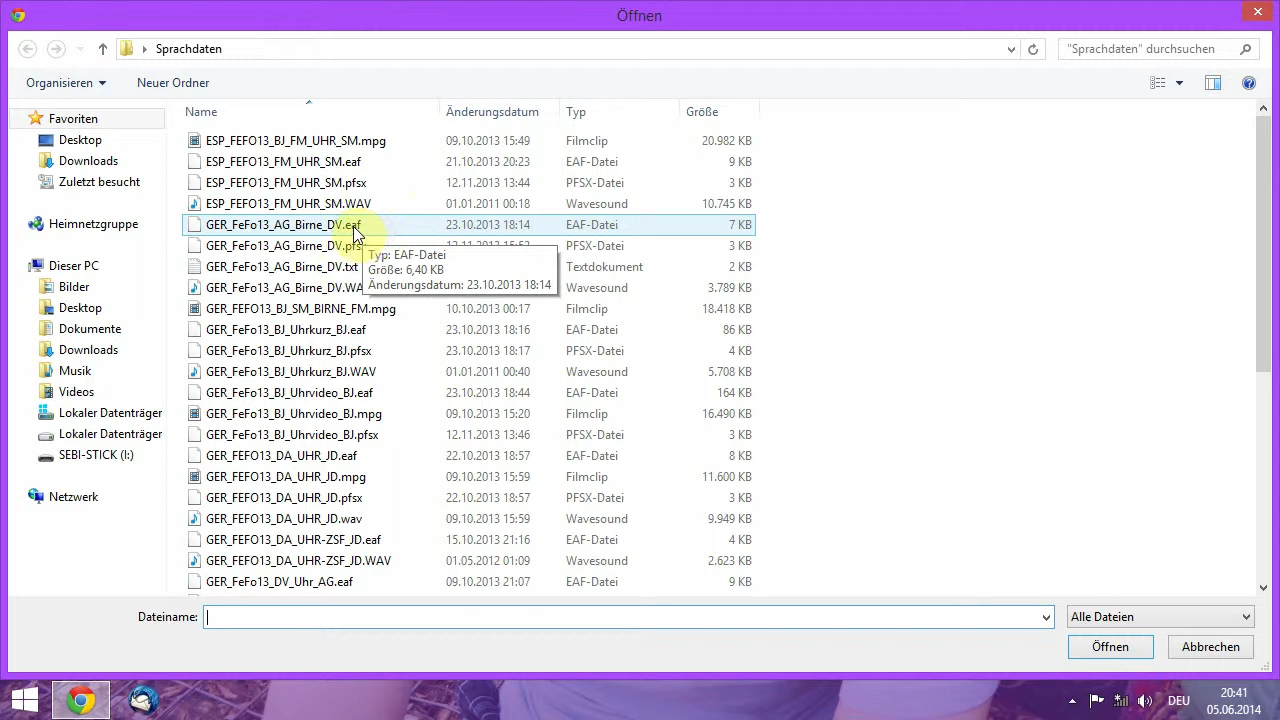 Öffnen
Sprachdaten
"Sprachdaten" durchsuchen
Organisieren Neuer Ordner
Name Änderungsdatum Typ Größe
Favoriten
Desktop
Downloads
Zuletzt besucht
Heimnetzgruppe
Dieser PC
Bilder
Desktop
Dokumente
Downloads
Musik
Videos
Lokaler Datenträger
Lokaler Datenträger
SEBI-STICK (I:)
Netzwerk
ESP_FEFO13_BJ_FM_UHR_SM.mpg 09.10.2013 15:49 Filmclip 20.982 KB
ESP_FEFO13_FM_UHR_SM.eaf 21.10.2013 20:23 EAF-Datei 9 KB
ESP_FEFO13_FM_UHR_SM.pfsx 12.11.2013 13:44 PFSX-Datei 3 KB
ESP_FEFO13_FM_UHR_SM.WAV 01.01.2011 00:18 Wavesound 10.745 KB
GER_FeFo13_AG_Birne_DV.eaf 23.10.2013 18:14 EAF-Datei 7 KB
GER_FeFo13_AG_Birne_DV.pfs PFSX-Datei 3 KB
GER_FeFo13_AG_Birne_DV.txt Textdokument 2 KB
GER_FeFo13_AG_Birne_DV.WA Wavesound 3.789 KB
Typ: EAF-Datei
Größe: 6,40 KB
Änderungsdatum: 23.10.2013 18:14
GER_FEFO13_BJ_SM_BIRNE_FM.mpg 10.10.2013 00:17 Filmclip 18.418 KB
GER_FeFo13_BJ_Uhrkurz_BJ.eaf 23.10.2013 18:16 EAF-Datei 86 KB
GER_FeFo13_BJ_Uhrkurz_BJ.pfsx 23.10.2013 18:17 PFSX-Datei 4 KB
GER_FeFo13_BJ_Uhrkurz_BJ.WAV 01.01.2011 00:40 Wavesound 5.708 KB
GER_FeFo13_BJ_Uhrvideo_BJ.eaf 23.10.2013 18:44 EAF-Datei 164 KB
GER_FeFo13_BJ_Uhrvideo_BJ.mpg 09.10.2013 15:20 Filmclip 16.490 KB
GER_FeFo13_BJ_Uhrvideo_BJ.pfsx 12.11.2013 13:46 PFSX-Datei 3 KB
GER_FEFO13_DA_UHR_JD.eaf 22.10.2013 18:57 EAF-Datei 8 KB
GER_FEFO13_DA_UHR_JD.mpg 09.10.2013 15:59 Filmclip 11.600 KB
GER_FEFO13_DA_UHR_JD.pfsx 22.10.2013 18:57 PFSX-Datei 3 KB
GER_FEFO13_DA_UHR_JD.wav 09.10.2013 15:59 Wavesound 9.949 KB
GER_FEFO13_DA_UHR-ZSF_JD.eaf 15.10.2013 21:16 EAF-Datei 4 KB
GER_FEFO13_DA_UHR-ZSF_JD.WAV 01.05.2012 01:09 Wavesound 2.623 KB
GER_FeFo13_DV_Uhr_AG.eaf 09.10.2013 21:07 EAF-Datei 9 KB
Dateiname:
Alle Dateien
Öffnen Abbrechen
DEU
20:41
05.06.2014